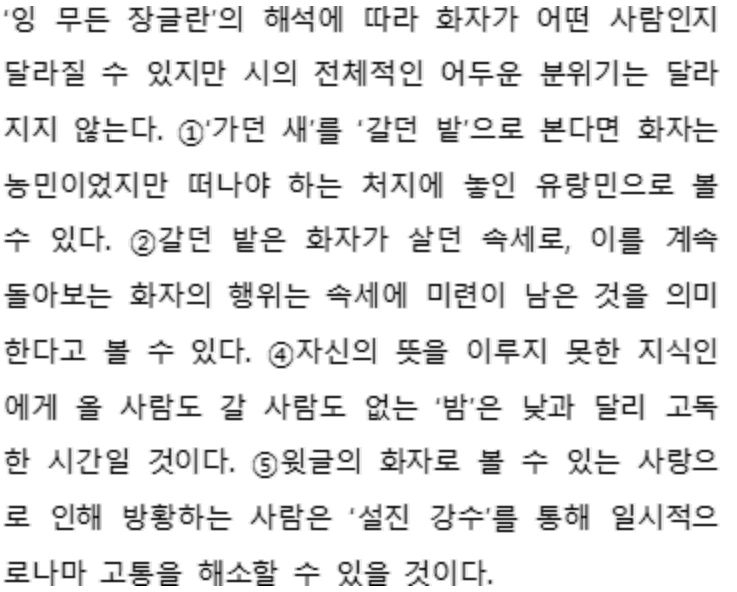 ‘잉 무든 장글란’의 해석에 따라 화자가 어떤 사람인지
달라질 수 있지만 시의 전체적인 어두운 분위기는 달라
지지 않는다. ①‘가던 새’를 ‘갈던 밭’으로 본다면 화자는
농민이었지만 떠나야 하는 처지에 놓인 유랑민으로 볼
수 있다. ②갈던 밭은 화자가 살던 속세로, 이를 계속
돌아보는 화자의 행위는 속세에 미련이 남은 것을 의미
한다고 볼 수 있다. ④자신의 뜻을 이루지 못한 지식인
에게 올 사람도 갈 사람도 없는 ‘밤’은 낮과 달리 고독
한 시간일 것이다. ⑤윗글의 화자로 볼 수 있는 사랑으
로 인해 방황하는 사람은 ‘설진 강수’를 통해 일시적으
로나마 고통을 해소할 수 있을 것이다.